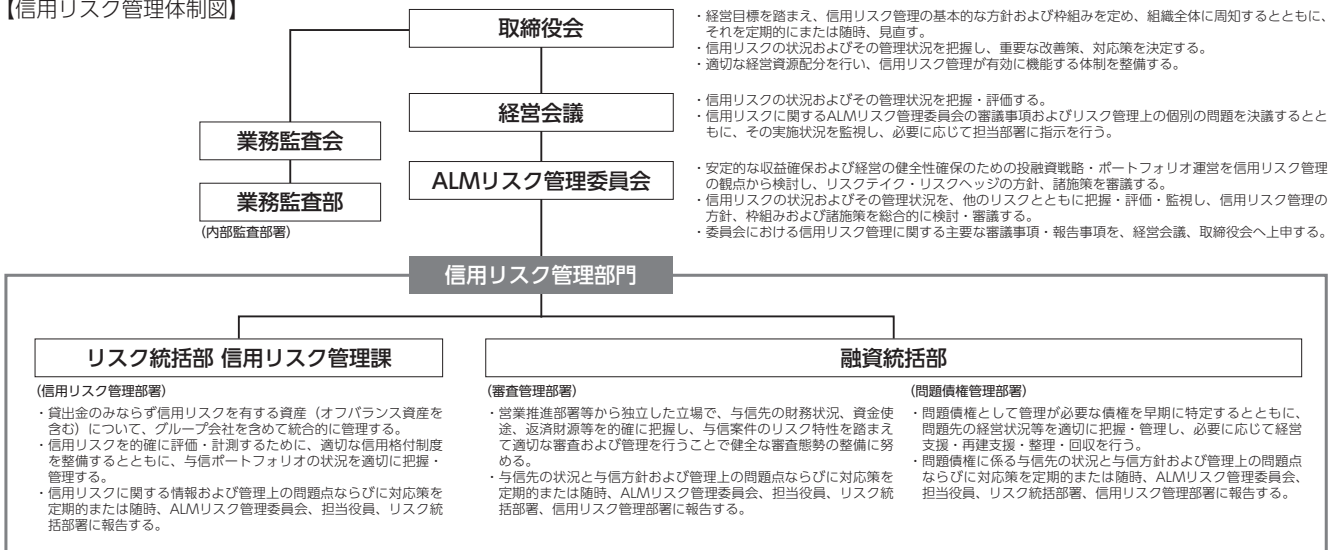 【信用リスク管理体制図】
取締役会
・経営目標を踏まえ、信用リスク管理の基本的な方針および枠組みを定め、組織全体に周知するとともに、
それを定期的にまたは随時、見直す。
・信用リスクの状況およびその管理状況を把握し、重要な改善策、対応策を決定する。
・適切な経営資源配分を行い、信用リスク管理が有効に機能する体制を整備する。
経営会議
・信用リスクの状況およびその管理状況を把握・評価する。
・信用リスクに関するALMリスク管理委員会の審議事項およびリスク管理上の個別の問題を決議するとと
もに、その実施状況を監視し、必要に応じて担当部署に指示を行う。
業務監査会
ALMリスク管理委員会
・安定的な収益確保および経営の健全性確保のための投融資戦略・ポートフォリオ運営を信用リスク管理
の観点から検討し、リスクテイク・リスクヘッジの方針、諸施策を審議する。
・信用リスクの状況およびその管理状況を、他のリスクとともに把握・評価・監視し、信用リスク管理の
方針、枠組みおよび諸施策を総合的に検討・審議する。
・委員会における信用リスク管理に関する主要な審議事項・報告事項を、経営会議、取締役会へ上申する。
業務監査部
(内部監査部署)
信用リスク管理部門
リスク統括部 信用リスク管理課
(信用リスク管理部署)
・貸出金のみならず信用リスクを有する資産（オフバランス資産を
含む）について、グループ会社を含めて統合的に管理する。
・信用リスクを的確に評価・計測するために、適切な信用格付制度
を整備するとともに、与信ポートフォリオの状況を適切に把握・
管理する。
・信用リスクに関する情報および管理上の問題点ならびに対応策を
定期的または随時、ALMリスク管理委員会、担当役員、リスク統
括部署に報告する。
融資統括部
(審査管理部署)
・営業推進部署等から独立した立場で、与信先の財務状況、資金使
途、返済財源等を的確に把握し、与信案件のリスク特性を踏まえ
て適切な審査および管理を行うことで健全な審査態勢の整備に努
める。
・与信先の状況と与信方針および管理上の問題点ならびに対応策を
定期的または随時、ALMリスク管理委員会、担当役員、リスク統
括部署、信用リスク管理部署に報告する。
(問題債権管理部署)
・問題債権として管理が必要な債権を早期に特定するとともに、
問題先の経営状況等を適切に把握・管理し、必要に応じて経営
支援・再建支援・整理・回収を行う。
・問題債権に係る与信先の状況と与信方針および管理上の問題点
ならびに対応策を定期的または随時、ALMリスク管理委員会、
担当役員、リスク統括部署、信用リスク管理部署に報告する。